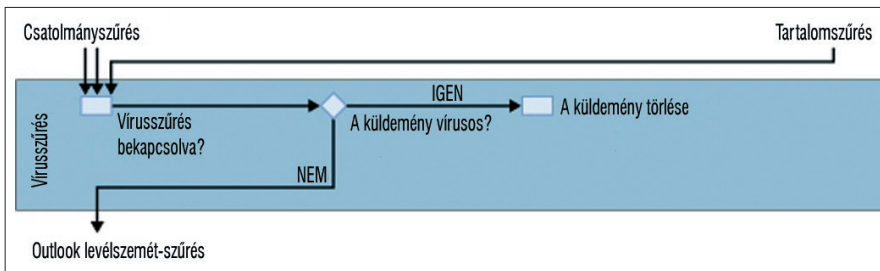 Csatolmányszűrés
Tartalomszűrés
Vírusszűrés
Vírusszűrés
bekapcsolva?
A küldemény vírusos?
IGEN
A küldemény törlése
NEM
Outlook levélszemét-szűrés